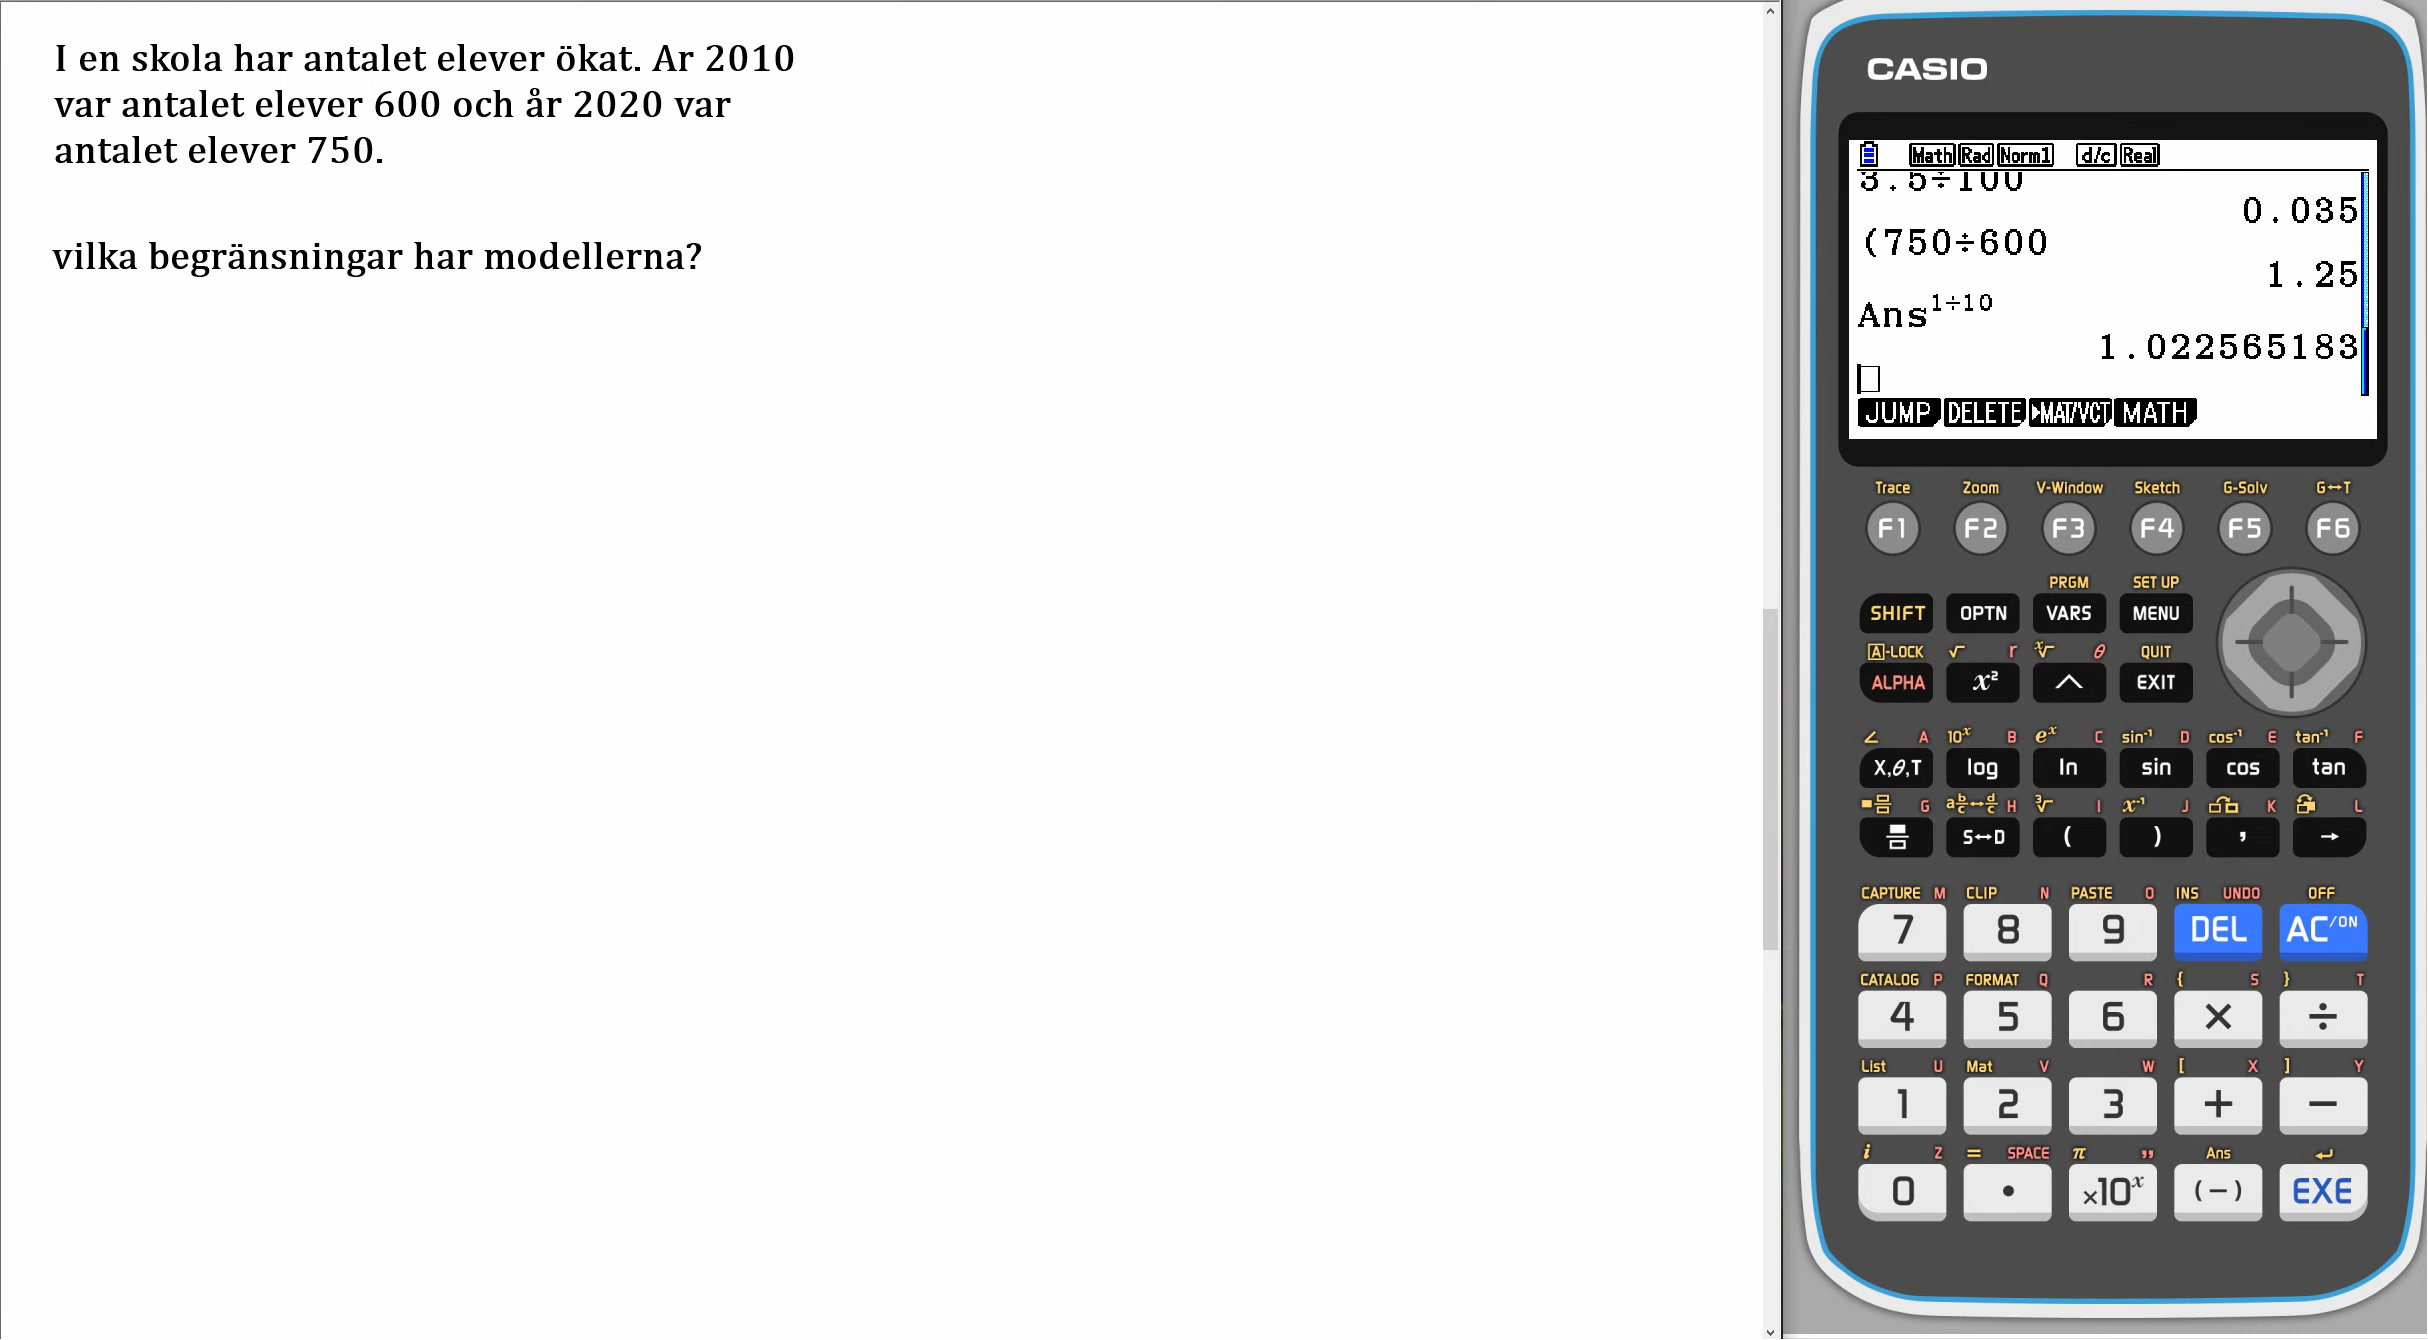 I en skola har antalet elever ökat. Ar 2010
var antalet elever 600 och år 2020 var
antalet elever 750.
vilka begränsningar har modellerna?
CASIO
Math Rad Norm1 d/c Real
3.5÷100
0.035
(750÷600
1.25
Ans^1÷10
1.022565183
JUMP DELETE ▸MAT/VCT MATH
Trace Zoom V-Window Sketch G-Solv G↔T
F1 F2 F3 F4 F5 F6
PRGM SET UP
SHIFT OPTN VARS MENU
A-LOCK √ r ˣ√ θ QUIT
ALPHA x² ^ EXIT
∠ A 10ˣ B eˣ C sin⁻¹ D cos⁻¹ E tan⁻¹ F
X,θ,T log ln sin cos tan
G a b/c↔d/c H ³√ I x⁻¹ J K L
S↔D ( ) , →
CAPTURE M CLIP N PASTE O INS UNDO OFF
7 8 9 DEL AC/ON
CATALOG P FORMAT Q R { S } T
4 5 6 × ÷
List U Mat V W [ X ] Y
1 2 3 + −
i Z = SPACE π " Ans ↵
0 • ×10ˣ (−) EXE